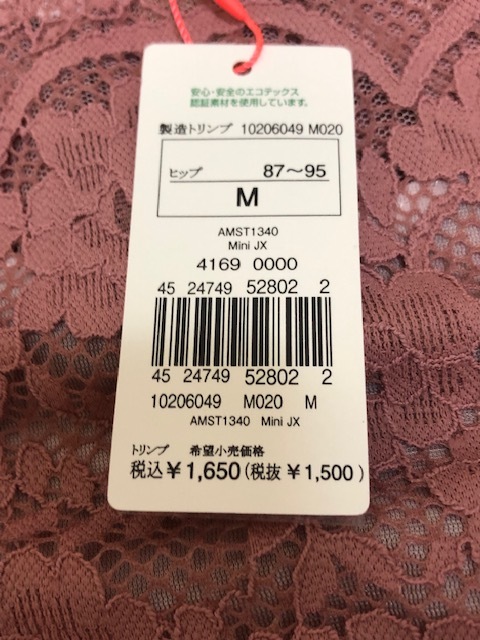 安心・安全のエコテックス
認証素材を使用しています。
製造トリンプ 10206049 M020
ヒップ 87～95
M
AMST1340
Mini JX
4169 0000
45 24749 52802 2
45 24749 52802 2
10206049 M020 M
AMST1340 Mini JX
トリンプ 希望小売価格
税込￥1,650(税抜￥1,500)